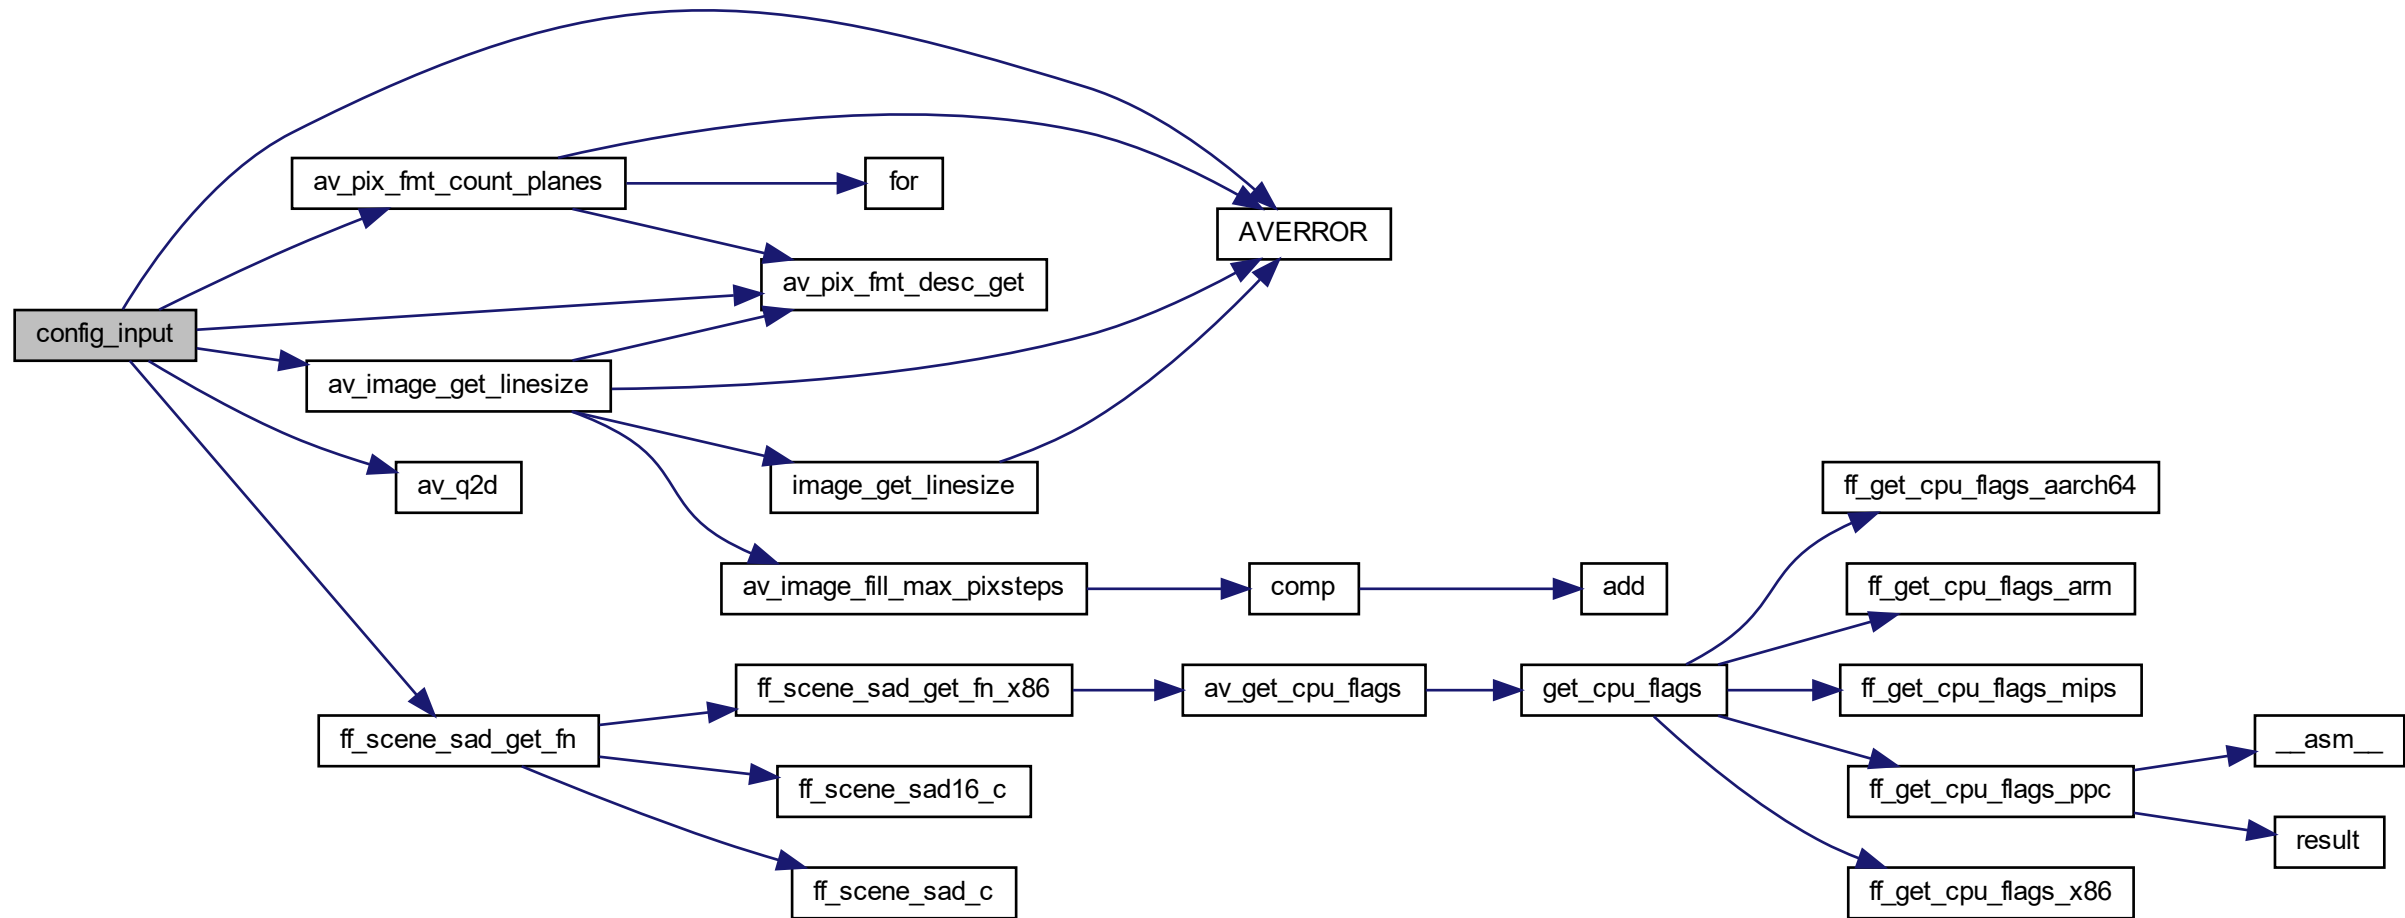 config_input
av_pix_fmt_count_planes
for
AVERROR
av_pix_fmt_desc_get
av_image_get_linesize
av_q2d
image_get_linesize
av_image_fill_max_pixsteps
comp
add
ff_scene_sad_get_fn
ff_scene_sad_get_fn_x86
av_get_cpu_flags
get_cpu_flags
ff_get_cpu_flags_aarch64
ff_get_cpu_flags_arm
ff_get_cpu_flags_mips
ff_get_cpu_flags_ppc
__asm__
result
ff_get_cpu_flags_x86
ff_scene_sad16_c
ff_scene_sad_c